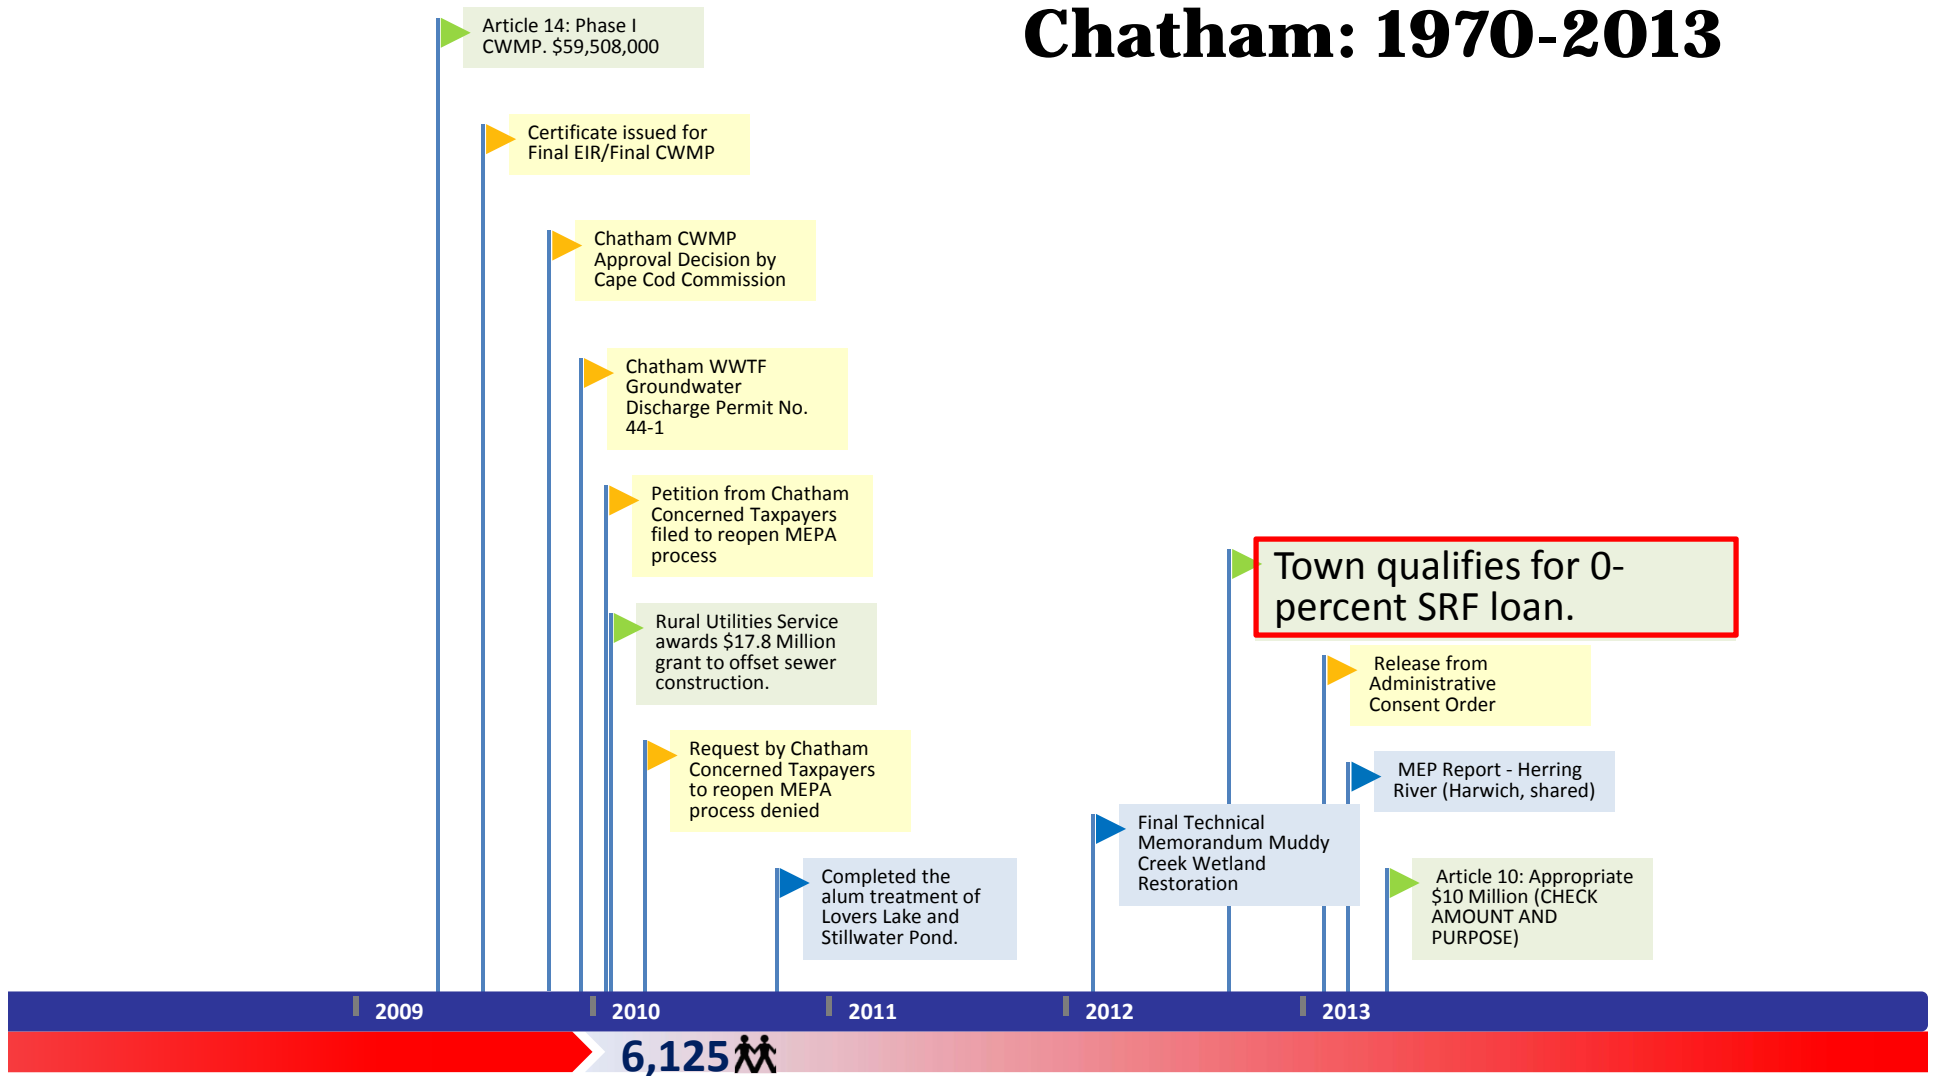 Chatham: 1970-2013
Article 14: Phase I
CWMP. $59,508,000
Certificate issued for
Final EIR/Final CWMP
Chatham CWMP
Approval Decision by
Cape Cod Commission
Chatham WWTF
Groundwater
Discharge Permit No.
44-1
Petition from Chatham
Concerned Taxpayers
filed to reopen MEPA
process
Rural Utilities Service
awards $17.8 Million
grant to offset sewer
construction.
Request by Chatham
Concerned Taxpayers
to reopen MEPA
process denied
Completed the
alum treatment of
Lovers Lake and
Stillwater Pond.
Final Technical
Memorandum Muddy
Creek Wetland
Restoration
Town qualifies for 0-
percent SRF loan.
Release from
Administrative
Consent Order
MEP Report - Herring
River (Harwich, shared)
Article 10: Appropriate
$10 Million (CHECK
AMOUNT AND
PURPOSE)
2009
2010
2011
2012
2013
6,125